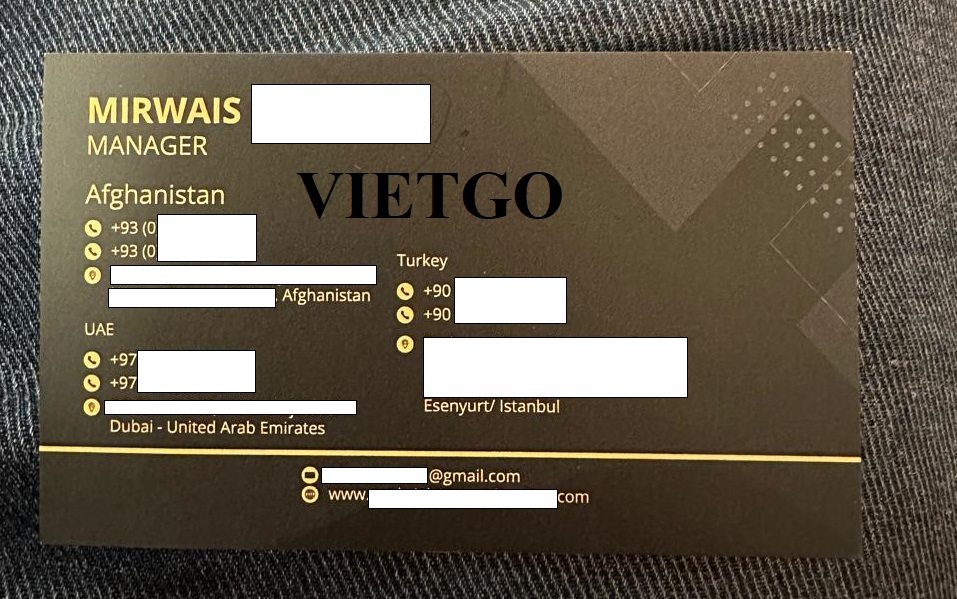 MIRWAIS
MANAGER
VIETGO
Afghanistan
+93 (0
+93 (0
, Afghanistan
UAE
+97
+97
Dubai - United Arab Emirates
Turkey
+90
+90
Esenyurt/ Istanbul
@gmail.com
www.
com